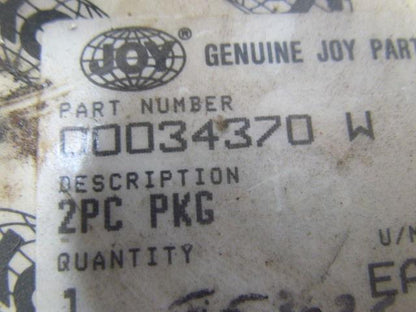 JOY® GENUINE JOY PART
PART NUMBER
00034370 W
DESCRIPTION
2PC PKG
U/M
QUANTITY
EA
1